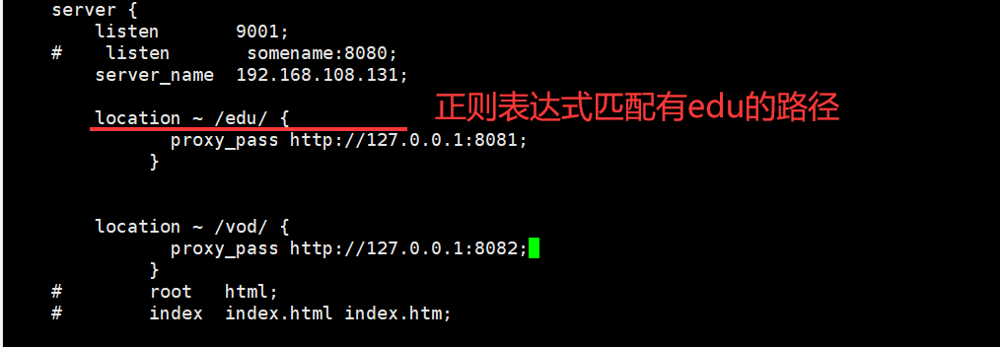 server {
listen 9001;
# listen somename:8080;
server_name 192.168.108.131;
location ~ /edu/ {
正则表达式匹配有edu的路径
proxy_pass http://127.0.0.1:8081;
}
location ~ /vod/ {
proxy_pass http://127.0.0.1:8082;
}
# root html;
# index index.html index.htm;